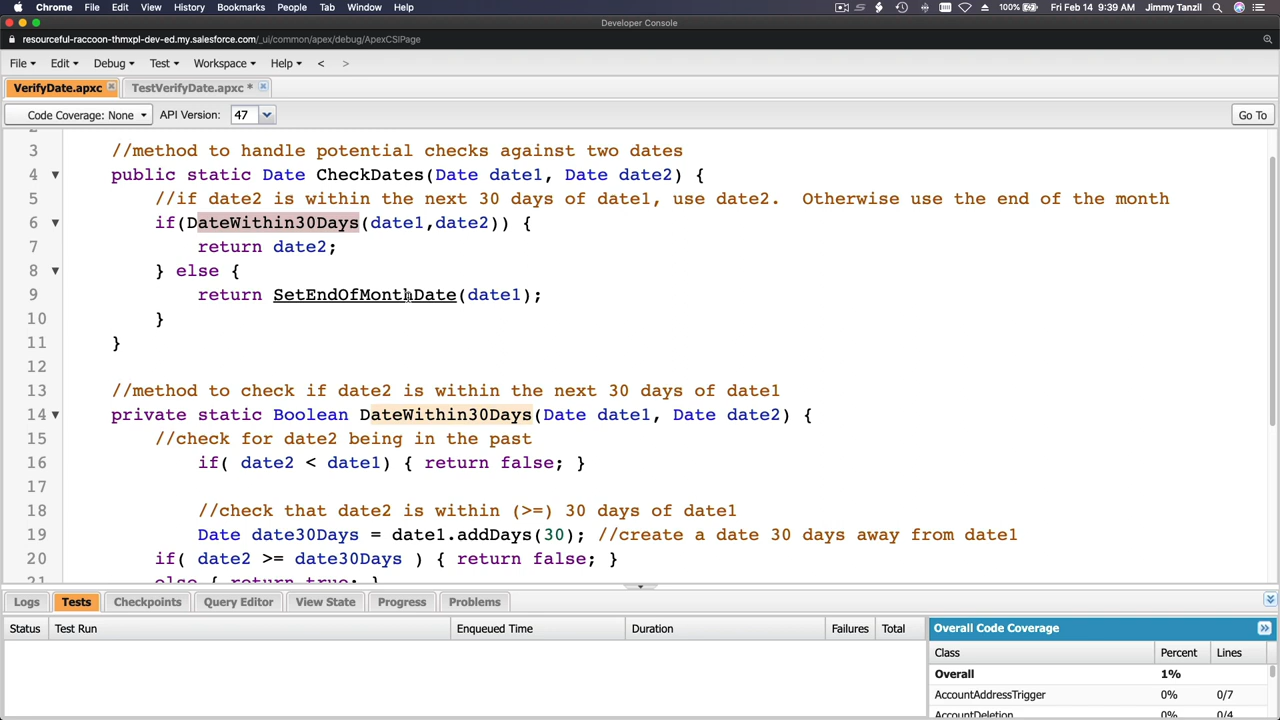 Chrome File Edit View History Bookmarks People Tab Window Help 100% Fri Feb 14 9:39 AM Jimmy Tanzil
Developer Console
resourceful-raccoon-thmxpl-dev-ed.my.salesforce.com/_ui/common/apex/debug/ApexCSIPage
File Edit Debug Test Workspace Help < >
VerifyDate.apxc TestVerifyDate.apxc *
Code Coverage: None API Version: 47 Go To
3 //method to handle potential checks against two dates
4 public static Date CheckDates(Date date1, Date date2) {
5 //if date2 is within the next 30 days of date1, use date2.  Otherwise use the end of the month
6 if(DateWithin30Days(date1,date2)) {
7 return date2;
8 } else {
9 return SetEndOfMonthDate(date1);
10 }
11 }
12
13 //method to check if date2 is within the next 30 days of date1
14 private static Boolean DateWithin30Days(Date date1, Date date2) {
15 //check for date2 being in the past
16 if( date2 < date1) { return false; }
17
18 //check that date2 is within (>=) 30 days of date1
19 Date date30Days = date1.addDays(30); //create a date 30 days away from date1
20 if( date2 >= date30Days ) { return false; }
21 else { return true; }
Logs Tests Checkpoints Query Editor View State Progress Problems
Status Test Run Enqueued Time Duration Failures Total Overall Code Coverage
Class Percent Lines
Overall 1%
AccountAddressTrigger 0% 0/7
AccountDeletion 0% 0/4